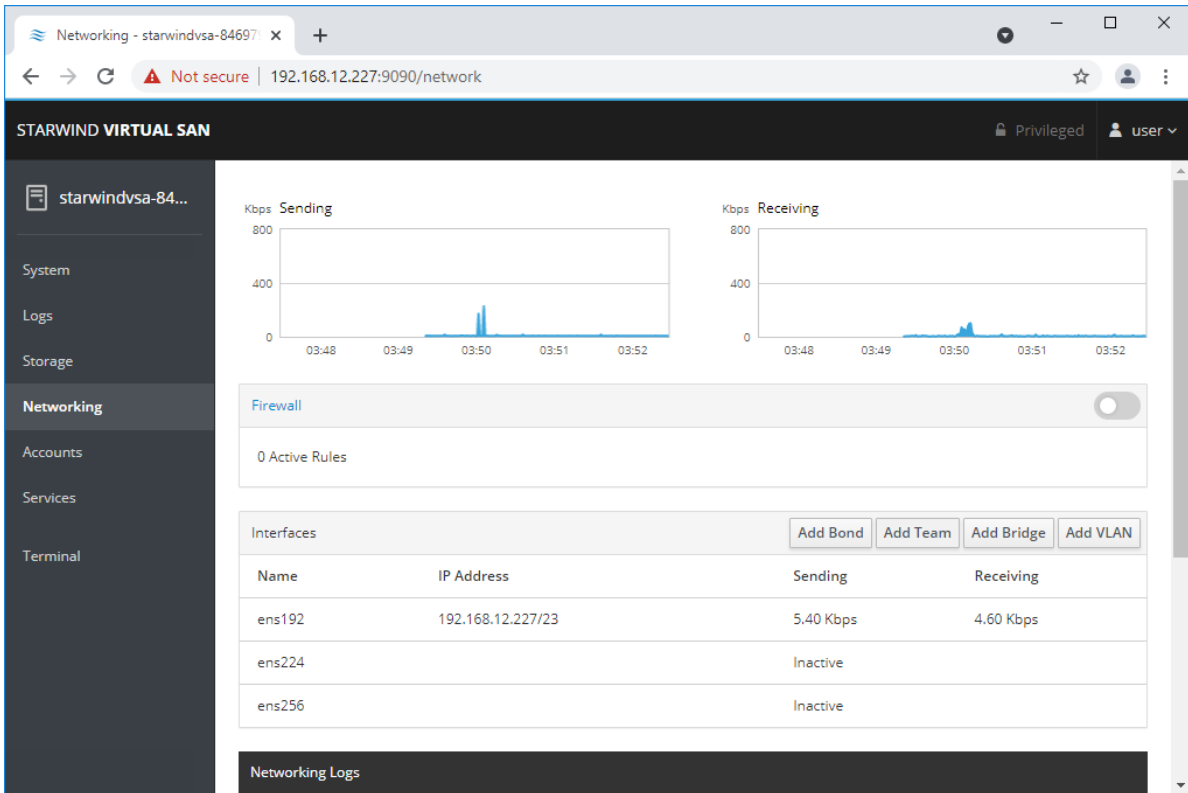 Networking - starwindvsa-84697
Not secure | 192.168.12.227:9090/network
STARWIND VIRTUAL SAN
Privileged
user
starwindvsa-84...
System
Logs
Storage
Networking
Accounts
Services
Terminal
Kbps Sending
800
400
0
03:48 03:49 03:50 03:51 03:52
Kbps Receiving
800
400
0
03:48 03:49 03:50 03:51 03:52
Firewall
0 Active Rules
Interfaces Add Bond Add Team Add Bridge Add VLAN
Name IP Address Sending Receiving
ens192 192.168.12.227/23 5.40 Kbps 4.60 Kbps
ens224 Inactive
ens256 Inactive
Networking Logs